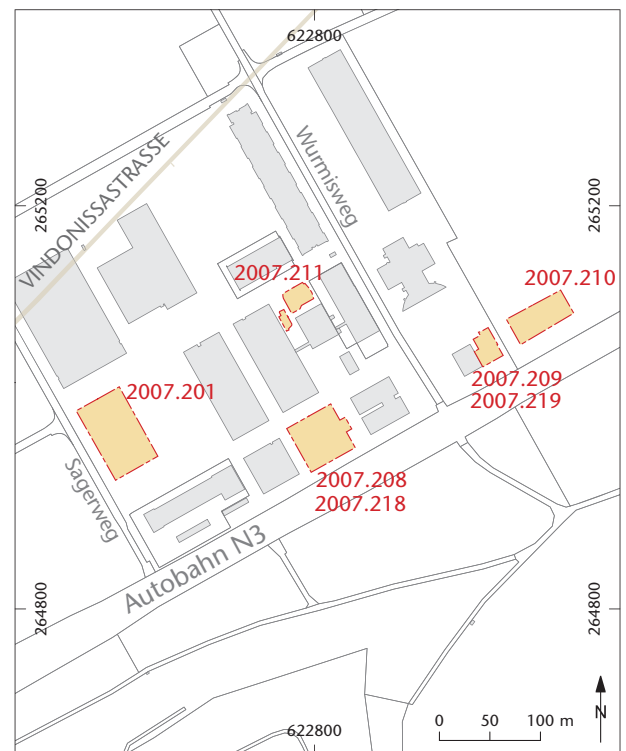 622800
Wurmisweg
VINDONISSASTRASSE
265200
265200
2007.211
2007.210
2007.201
2007.209
2007.219
Sagerweg
2007.208
2007.218
Autobahn N3
264800
264800
622800
0 50 100 m
N